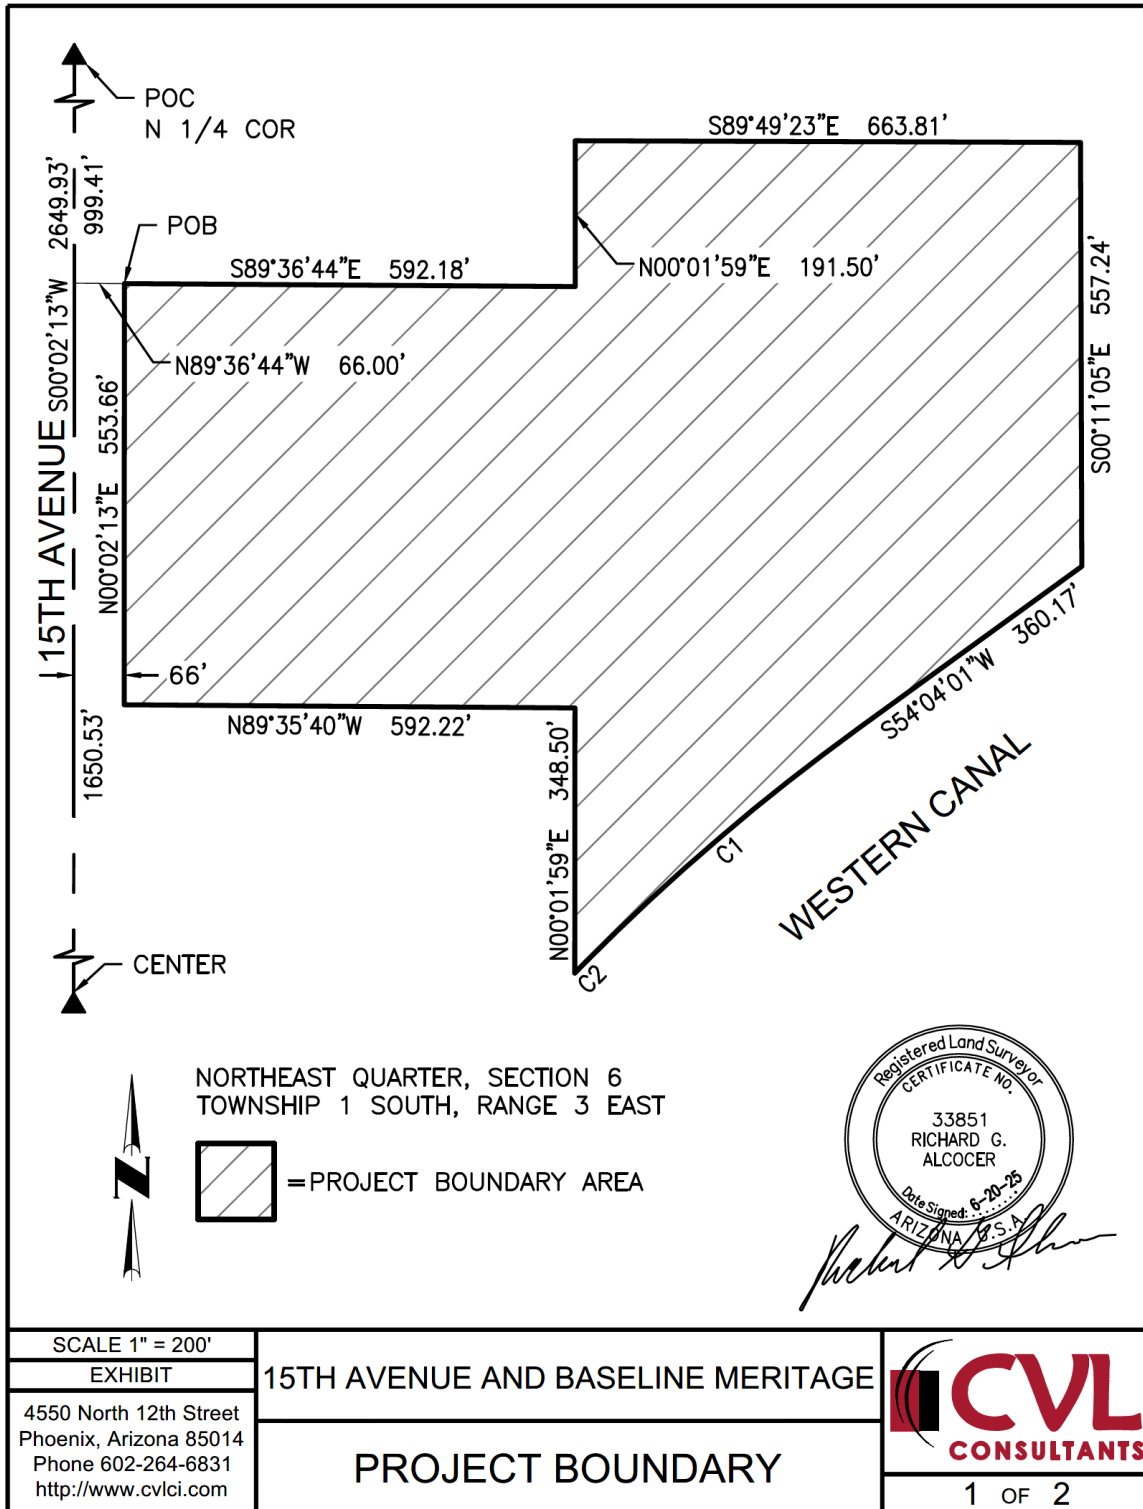 POC
N 1/4 COR
S89°49'23"E 663.81'
2649.93'
999.41'
POB
S89°36'44"E 592.18'
N00°01'59"E 191.50'
S00°02'13"W
N89°36'44"W 66.00'
S00°11'05"E 557.24'
15TH AVENUE
N00°02'13"E 553.66'
66'
S54°04'01"W 360.17'
N89°35'40"W 592.22'
1650.53'
N00°01'59"E 348.50'
C1
WESTERN CANAL
CENTER
C2
NORTHEAST QUARTER, SECTION 6
TOWNSHIP 1 SOUTH, RANGE 3 EAST
=PROJECT BOUNDARY AREA
N
Registered Land Surveyor
CERTIFICATE NO.
33851
RICHARD G.
ALCOCER
Date Signed: 6-20-25
ARIZONA U.S.A.
SCALE 1" = 200'
EXHIBIT
4550 North 12th Street
Phoenix, Arizona 85014
Phone 602-264-6831
http://www.cvlci.com
15TH AVENUE AND BASELINE MERITAGE
PROJECT BOUNDARY
CVL
CONSULTANTS
1 OF 2